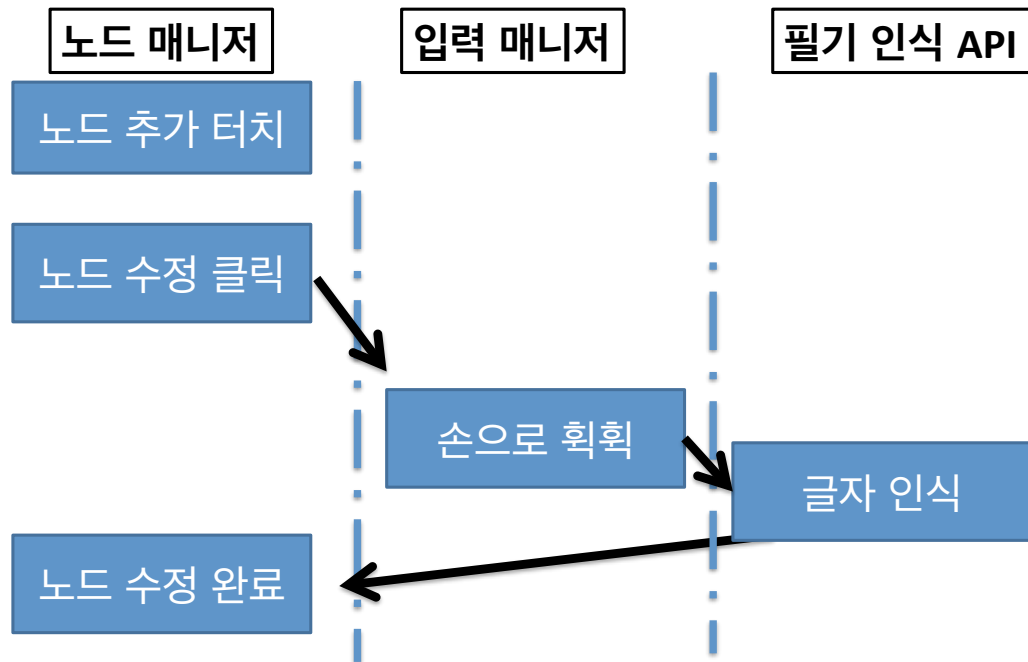 노드 매니저
입력 매니저
필기 인식 API
노드 추가 터치
노드 수정 클릭
손으로 휙휙
글자 인식
노드 수정 완료